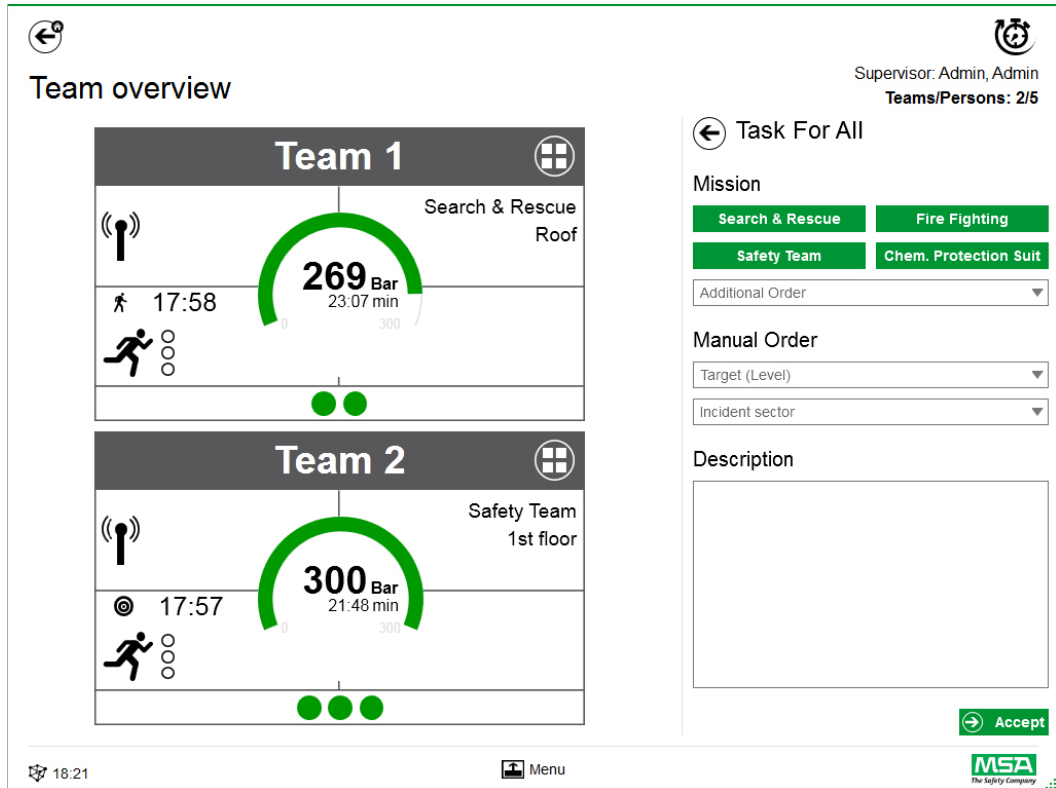 Team overview
Supervisor: Admin, Admin
Teams/Persons: 2/5
Team 1
Search & Rescue
Roof
269 Bar
23:07 min
0 300
17:58
Team 2
Safety Team
1st floor
300 Bar
21:48 min
0 300
17:57
Task For All
Mission
Search & Rescue Fire Fighting
Safety Team Chem. Protection Suit
Additional Order
Manual Order
Target (Level)
Incident sector
Description
Accept
18:21
Menu
MSA
The Safety Company